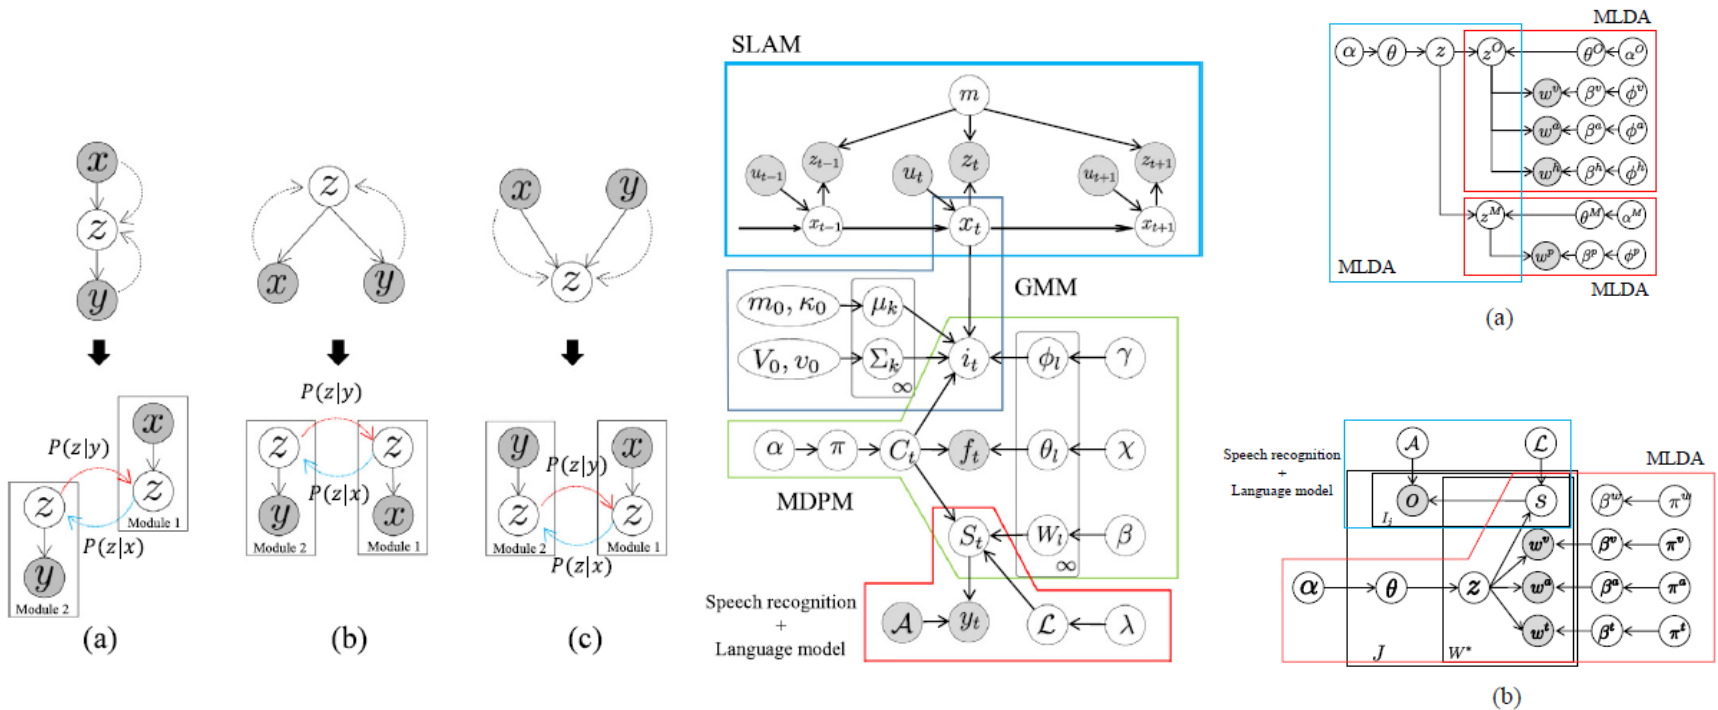 x
z
y
z
x
y
x
y
z
P(z|y)
P(z|x)
x
z
Module 1
z
y
Module 2
(a)
P(z|y)
P(z|x)
z
y
Module 2
z
x
Module 1
(b)
P(z|y)
P(z|x)
y
z
Module 2
x
z
Module 1
(c)
SLAM
m
u_{t-1} z_{t-1} u_t z_t u_{t+1} z_{t+1}
x_{t-1} x_t x_{t+1}
GMM
m_0, κ_0 μ_k
V_0, ν_0 Σ_k i_t ϕ_l γ
∞
α π C_t f_t θ_l χ
MDPM
S_t W_l β
∞
Speech recognition
+
Language model
A y_t L λ
MLDA
α θ z z^O θ^O α^O
w^v β^v ϕ^v
w^a β^a ϕ^a
w^h β^h ϕ^h
z^M θ^M α^M
w^p β^p ϕ^p
MLDA
MLDA
(a)
Speech recognition
+
Language model
A L
MLDA
o s β^w π^w
I_j
w^v β^v π^v
α θ z w^a β^a π^a
w^t β^t π^t
J W*
(b)